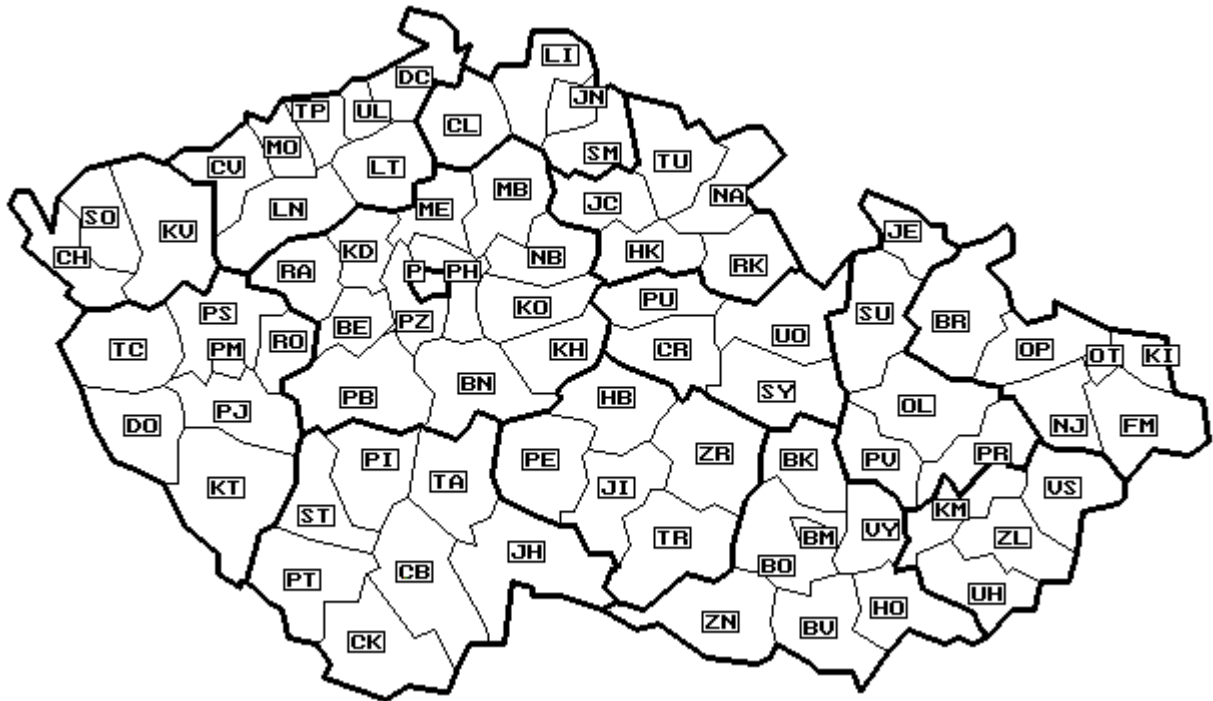 LI
DC
JN
TP
UL
CL
MO
SM
TU
CV
LT
MB
NA
LN
ME
JC
SO
KV
JE
KD
HK
CH
NB
RK
RA
P
PH
PU
KO
PS
SU
BR
BE
PZ
UO
RO
TC
PM
CR
KH
OP
OT
KI
BN
SY
PB
HB
OL
PJ
DO
NJ
FM
ZR
PR
PI
PE
BK
PV
KT
TA
JI
VS
ST
KM
BM
VY
TR
ZL
JH
BO
PT
CB
UH
HO
ZN
BV
CK